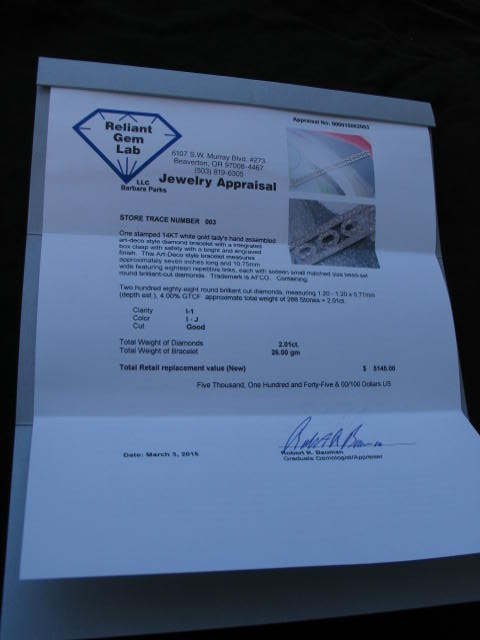 Appraisal No: 000015002003
Reliant
Gem
Lab
LLC
Barbara Parks
6107 S.W. Murray Blvd. #273
Beaverton, OR 97008-4467
(503) 819-6305
Jewelry Appraisal
STORE TRACE NUMBER 003
One stamped 14KT white gold lady's hand assembled
art-deco style diamond bracelet with a integrated
box clasp with safety with a bright and engraved
finish. This Art-Deco style bracelet measures
approximately seven inches long and 10.75mm
wide featuring eighteen repetitive links, each with sixteen small matched size bead-set
round brilliant-cut diamonds. Trademark is AFCO. Containing.
Two hundred eighty eight round brilliant cut diamonds, measuring 1.20 - 1.20 x 0.71mm
(depth est.), 4.00% GTCF approximate total weight of 288 Stones = 2.01ct.
Clarity I-1
Color I - J
Cut Good
Total Weight of Diamonds 2.01ct.
Total Weight of Bracelet 26.00 gm
Total Retail replacement value (New) $ 5145.00
Five Thousand, One Hundred and Forty-Five & 00/100 Dollars US
Date: March 3, 2015
Robert R. Bauman
Graduate Gemologist/Appraiser